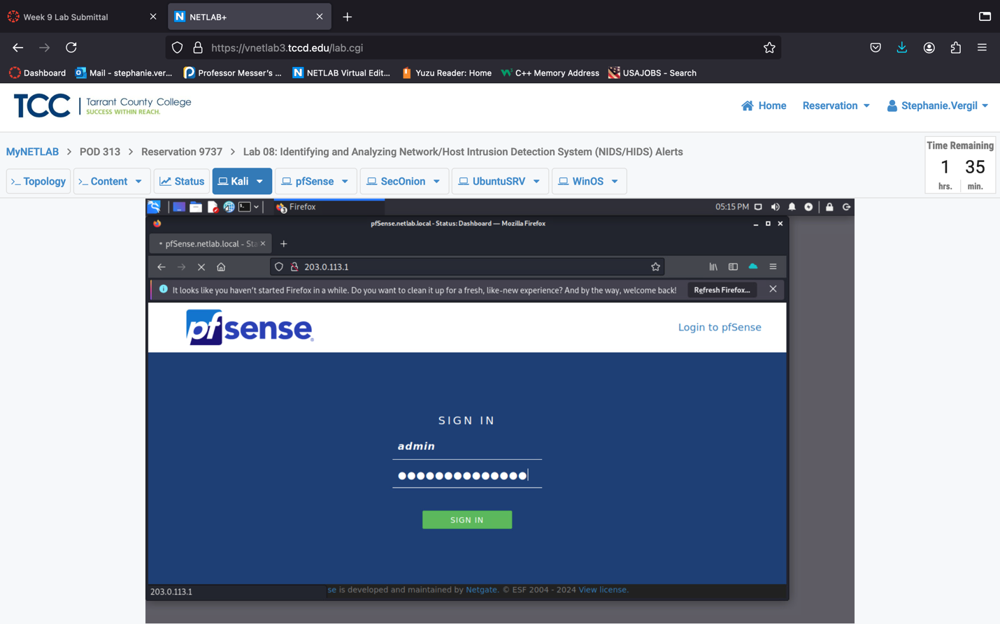 Week 9 Lab Submittal
NETLAB+
https://vnetlab3.tccd.edu/lab.cgi
Dashboard
Mail - stephanie.ver...
Professor Messer's ...
NETLAB Virtual Edit...
Yuzu Reader: Home
C++ Memory Address
USAJOBS - Search
TCC
Tarrant County College
SUCCESS WITHIN REACH.
Home
Reservation
Stephanie.Vergil
MyNETLAB > POD 313 > Reservation 9737 > Lab 08: Identifying and Analyzing Network/Host Intrusion Detection System (NIDS/HIDS) Alerts
Time Remaining
1 35
hrs. min.
>_ Topology
>_ Content
Status
Kali
pfSense
SecOnion
UbuntuSRV
WinOS
Firefox
05:15 PM
pfSense.netlab.local - Status: Dashboard — Mozilla Firefox
pfSense.netlab.local - Sta
203.0.113.1
It looks like you haven't started Firefox in a while. Do you want to clean it up for a fresh, like-new experience? And by the way, welcome back!
Refresh Firefox...
pfsense
Login to pfSense
SIGN IN
admin
●●●●●●●●●●●●●●
SIGN IN
203.0.113.1
se is developed and maintained by Netgate. © ESF 2004 - 2024 View license.